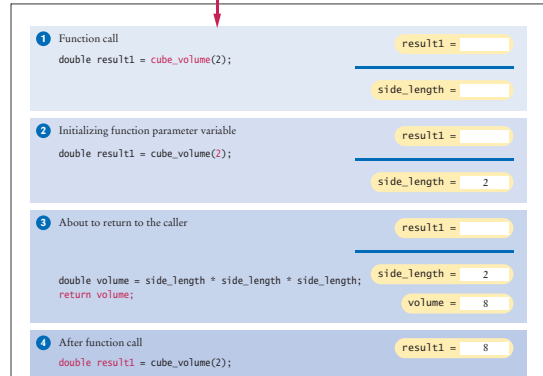 1 Function call
result1 =
double result1 = cube_volume(2);
side_length =
2 Initializing function parameter variable
result1 =
double result1 = cube_volume(2);
side_length = 2
3 About to return to the caller
result1 =
double volume = side_length * side_length * side_length;
side_length = 2
return volume;
volume = 8
4 After function call
result1 = 8
double result1 = cube_volume(2);